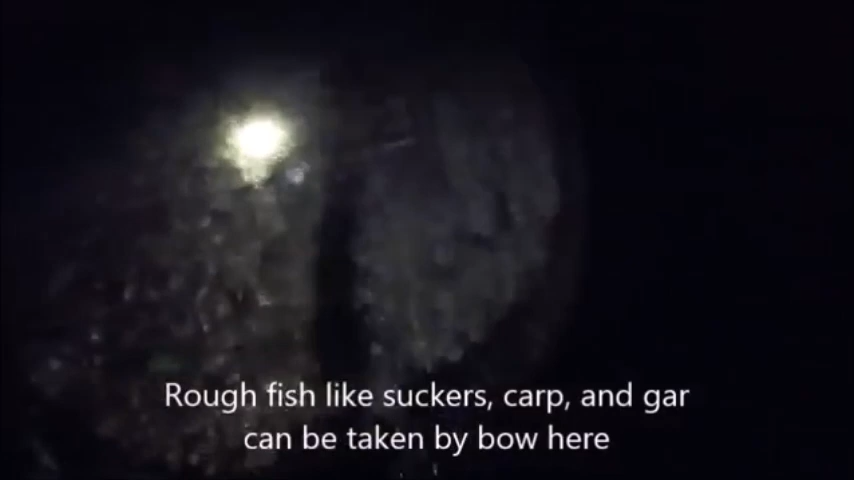 Rough fish like suckers, carp, and gar
can be taken by bow here